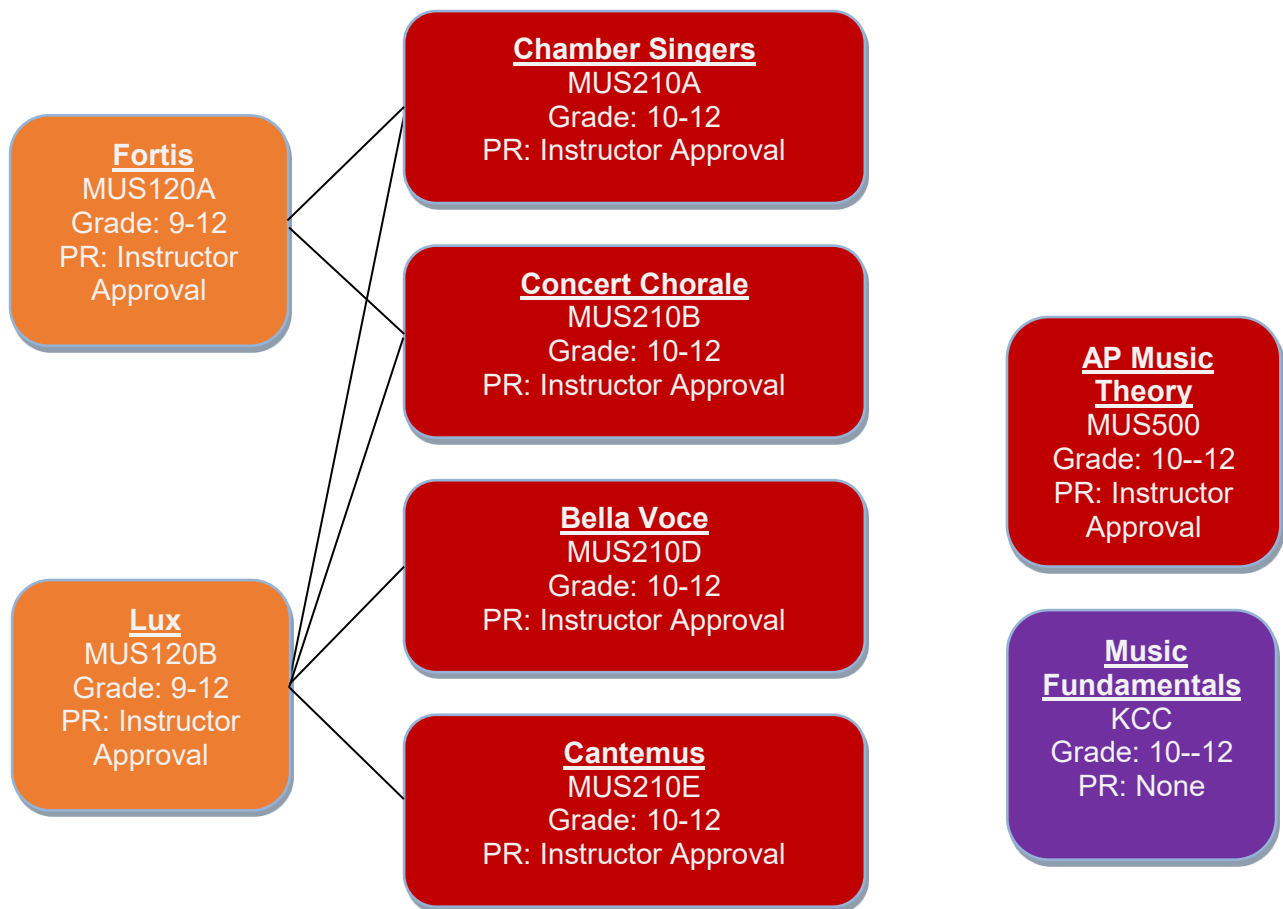 Fortis
MUS120A
Grade: 9-12
PR: Instructor
Approval
Lux
MUS120B
Grade: 9-12
PR: Instructor
Approval
Chamber Singers
MUS210A
Grade: 10-12
PR: Instructor Approval
Concert Chorale
MUS210B
Grade: 10-12
PR: Instructor Approval
Bella Voce
MUS210D
Grade: 10-12
PR: Instructor Approval
Cantemus
MUS210E
Grade: 10-12
PR: Instructor Approval
AP Music
Theory
MUS500
Grade: 10--12
PR: Instructor
Approval
Music
Fundamentals
KCC
Grade: 10--12
PR: None